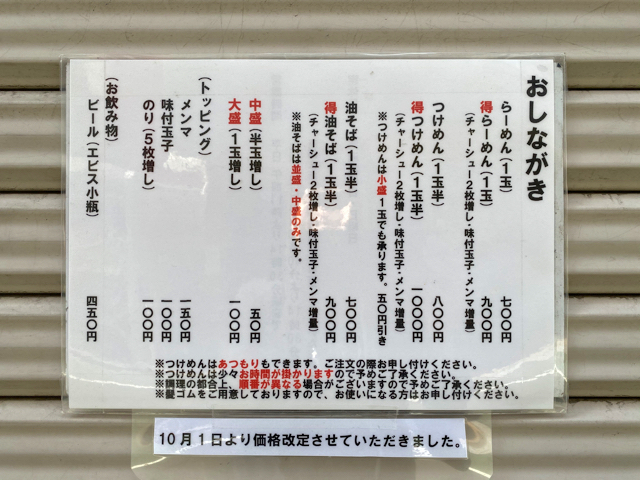 おしながき
らーめん（１玉） 七〇〇円
得らーめん（１玉） 九〇〇円
（チャーシュー２枚増し・味付玉子・メンマ増量）
つけめん（１玉半） 八〇〇円
得つけめん（１玉半） 一〇〇〇円
（チャーシュー２枚増し・味付玉子・メンマ増量）
※つけめんは小盛１玉でも承ります。五〇円引き
油そば（１玉半） 七〇〇円
得油そば（１玉半） 九〇〇円
（チャーシュー２枚増し・味付玉子・メンマ増量）
※油そばは並盛・中盛のみです。
中盛（半玉増し） 五〇円
大盛（１玉増し） 一〇〇円
（トッピング）
メンマ 一五〇円
味付玉子 一〇〇円
のり（５枚増し） 一〇〇円
（お飲み物）
ビール（エビス小瓶） 四五〇円
※つけめんはあつもりもできます。ご注文の際お申し付けください。
※つけめんは少々時間が掛かりますので予めご了承ください。
※調理の都合上、お順番が異なる場合がございますので予めご了承ください。
※髪ゴムをご用意しておりますので、お使いになる方はお申し付けください。
10月1日より価格改定させていただきました。